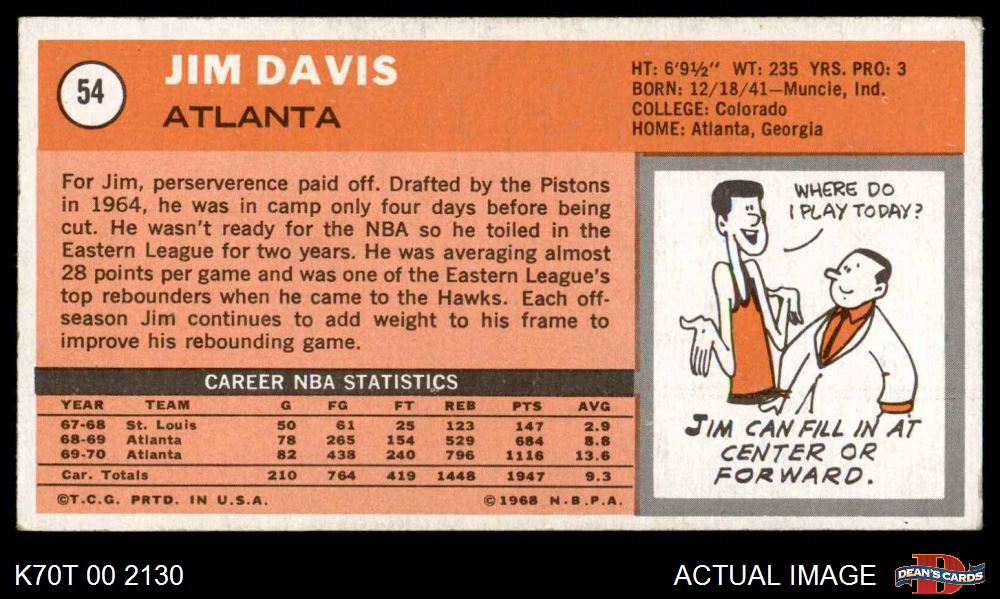 54
JIM DAVIS
ATLANTA
HT: 6'9½" WT: 235 YRS. PRO: 3
BORN: 12/18/41—Muncie, Ind.
COLLEGE: Colorado
HOME: Atlanta, Georgia
For Jim, perserverence paid off. Drafted by the Pistons
in 1964, he was in camp only four days before being
cut. He wasn't ready for the NBA so he toiled in the
Eastern League for two years. He was averaging almost
28 points per game and was one of the Eastern League's
top rebounders when he came to the Hawks. Each off-
season Jim continues to add weight to his frame to
improve his rebounding game.
WHERE DO
I PLAY TODAY?
JIM CAN FILL IN AT
CENTER OR
FORWARD.
CAREER NBA STATISTICS
YEAR TEAM G FG FT REB PTS AVG
67-68 St. Louis 50 61 25 123 147 2.9
68-69 Atlanta 78 265 154 529 684 8.8
69-70 Atlanta 82 438 240 796 1116 13.6
Car. Totals 210 764 419 1448 1947 9.3
©T.C.G. PRTD. IN U.S.A. ©1968 N.B.P.A.
K70T 00 2130
ACTUAL IMAGE
D
DEAN'S CARDS